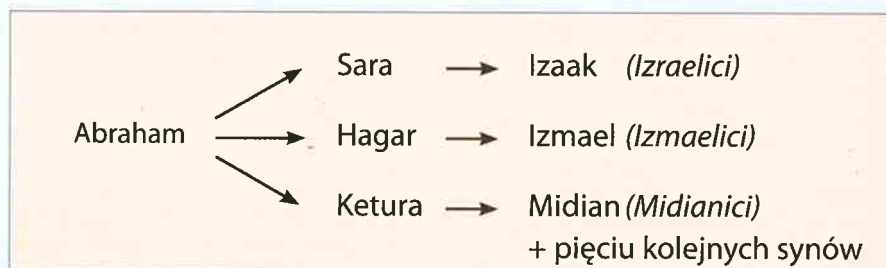 Sara → Izaak (Izraelici)
Abraham → Hagar → Izmael (Izmaelici)
Ketura → Midian (Midianici)
+ pięciu kolejnych synów